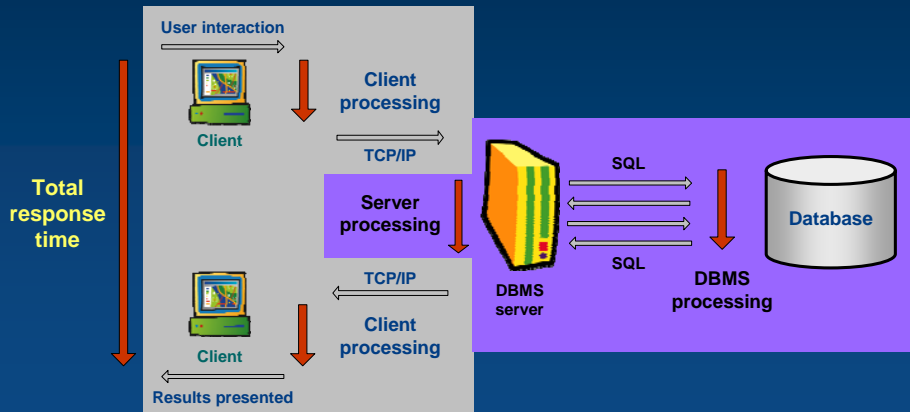 User interaction
Client
processing
Client
TCP/IP
SQL
Total
response
time
Server
processing
Database
SQL
TCP/IP
DBMS
server
DBMS
processing
Client
processing
Client
Results presented